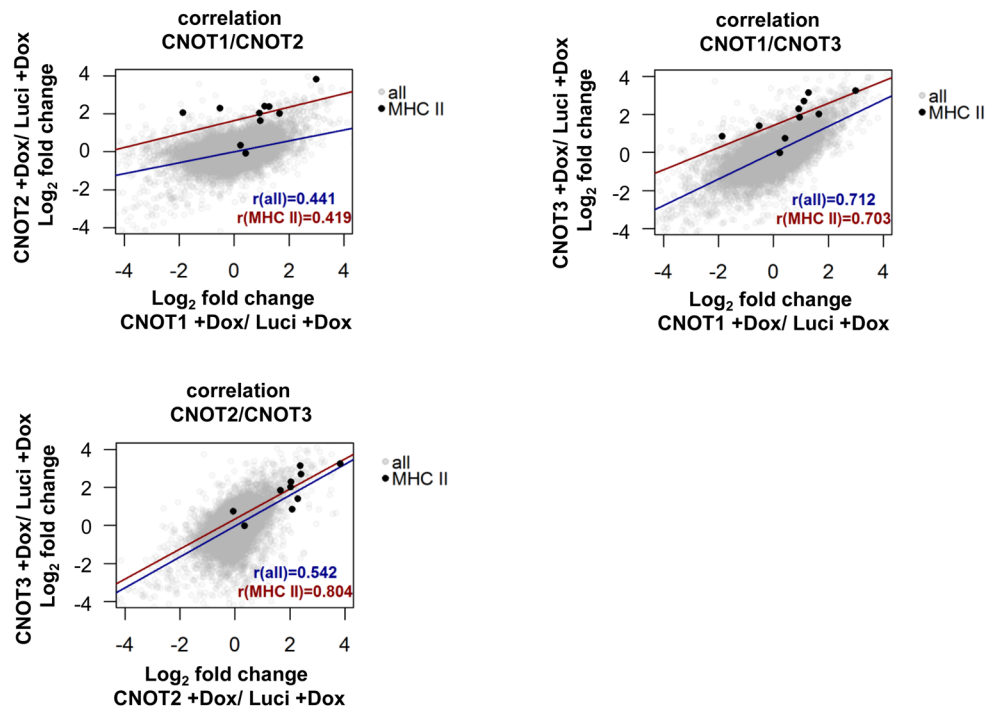 correlation
CNOT1/CNOT2
CNOT2 +Dox/ Luci +Dox
Log2 fold change
4
2
0
-2
-4
all
MHC II
r(all)=0.441
r(MHC II)=0.419
-4 -2 0 2 4
Log2 fold change
CNOT1 +Dox/ Luci +Dox
correlation
CNOT1/CNOT3
CNOT3 +Dox/ Luci +Dox
Log2 fold change
4
2
0
-2
-4
all
MHC II
r(all)=0.712
r(MHC II)=0.703
-4 -2 0 2 4
Log2 fold change
CNOT1 +Dox/ Luci +Dox
correlation
CNOT2/CNOT3
CNOT3 +Dox/ Luci +Dox
Log2 fold change
4
2
0
-2
-4
all
MHC II
r(all)=0.542
r(MHC II)=0.804
-4 -2 0 2 4
Log2 fold change
CNOT2 +Dox/ Luci +Dox